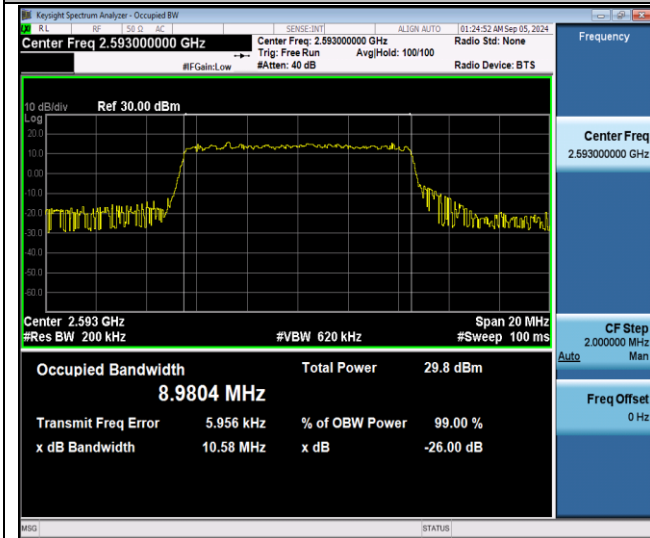 Keysight Spectrum Analyzer - Occupied BW
RL RF 50 Ω AC SENSE:INT ALIGN AUTO 01:24:52 AM Sep 05, 2024
Center Freq 2.593000000 GHz
Center Freq: 2.593000000 GHz Radio Std: None
Trig: Free Run Avg|Hold: 100/100
#IFGain:Low #Atten: 40 dB Radio Device: BTS
Frequency
10 dB/div Ref 30.00 dBm
Log
20.0
10.0
0.00
-10.0
-20.0
-30.0
-40.0
-50.0
-60.0
Center 2.593 GHz Span 20 MHz
#Res BW 200 kHz #VBW 620 kHz #Sweep 100 ms
Center Freq
2.593000000 GHz
CF Step
2.000000 MHz
Auto Man
Freq Offset
0 Hz
Occupied Bandwidth Total Power 29.8 dBm
8.9804 MHz
Transmit Freq Error 5.956 kHz % of OBW Power 99.00 %
x dB Bandwidth 10.58 MHz x dB -26.00 dB
MSG STATUS